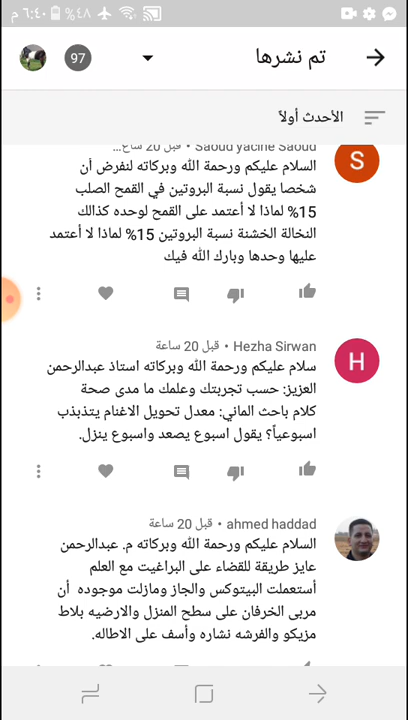 ٦:٤٠ م
٤٨٪
97
تم نشرها
الأحدث أولاً
Saoud yacine Saoud • قبل 20 ساع...
السلام عليكم ورحمة الله وبركاته لنفرض أن
شخصا يقول نسبة البروتين في القمح الصلب
15% لماذا لا أعتمد على القمح لوحده كذالك
النخالة الخشنة نسبة البروتين 15% لماذا لا أعتمد
عليها وحدها وبارك الله فيك
S
Hezha Sirwan • قبل 20 ساعة
سلام عليكم ورحمة الله وبركاته استاذ عبدالرحمن
العزيز: حسب تجربتك وعلمك ما مدى صحة
كلام باحث الماني: معدل تحويل الاغنام يتذبذب
اسبوعياً؟ يقول اسبوع يصعد واسبوع ينزل.
H
ahmed haddad • قبل 20 ساعة
السلام عليكم ورحمة الله وبركاته م. عبدالرحمن
عايز طريقة للقضاء على البراغيت مع العلم
أستعملت البيتوكس والجاز ومازلت موجوده أن
مربى الخرفان على سطح المنزل والارضيه بلاط
مزيكو والفرشه نشاره وأسف على الاطاله.